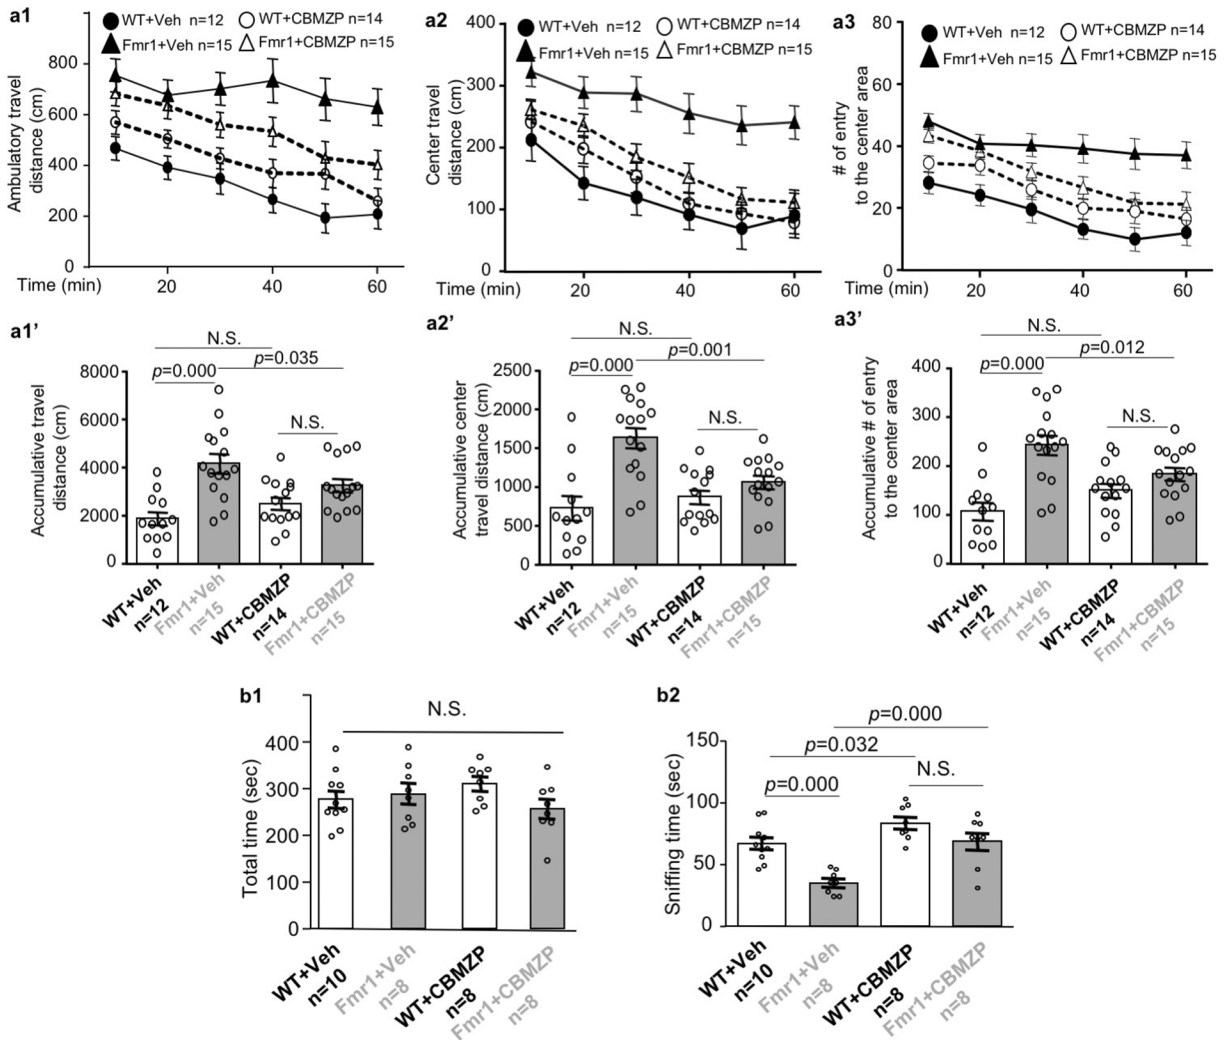 a1
WT+Veh n=12
WT+CBMZP n=14
Fmr1+Veh n=15
Fmr1+CBMZP n=15
Ambulatory travel
distance (cm)
800
600
400
200
0
Time (min)
20
40
60
a2
WT+Veh n=12
WT+CBMZP n=14
Fmr1+Veh n=15
Fmr1+CBMZP n=15
Center travel
distance (cm)
400
300
200
100
0
Time (min)
20
40
60
a3
WT+Veh n=12
WT+CBMZP n=14
Fmr1+Veh n=15
Fmr1+CBMZP n=15
# of entry
to the center area
80
60
40
20
0
Time (min)
20
40
60
a1’
N.S.
p=0.000
p=0.035
N.S.
Accumulative travel
distance (cm)
8000
6000
4000
2000
0
WT+Veh
n=12
Fmr1+Veh
n=15
WT+CBMZP
n=14
Fmr1+CBMZP
n=15
a2’
N.S.
p=0.000
p=0.001
N.S.
Accumulative center
travel distance (cm)
2500
2000
1500
1000
500
0
WT+Veh
n=12
Fmr1+Veh
n=15
WT+CBMZP
n=14
Fmr1+CBMZP
n=15
a3’
N.S.
p=0.000
p=0.012
N.S.
Accumulative # of entry
to the center area
400
300
200
100
0
WT+Veh
n=12
Fmr1+Veh
n=15
WT+CBMZP
n=14
Fmr1+CBMZP
n=15
b1
N.S.
Total time (sec)
400
300
200
100
0
WT+Veh
n=10
Fmr1+Veh
n=8
WT+CBMZP
n=8
Fmr1+CBMZP
n=8
b2
p=0.000
p=0.032
p=0.000
N.S.
Sniffing time (sec)
150
100
50
0
WT+Veh
n=10
Fmr1+Veh
n=8
WT+CBMZP
n=8
Fmr1+CBMZP
n=8